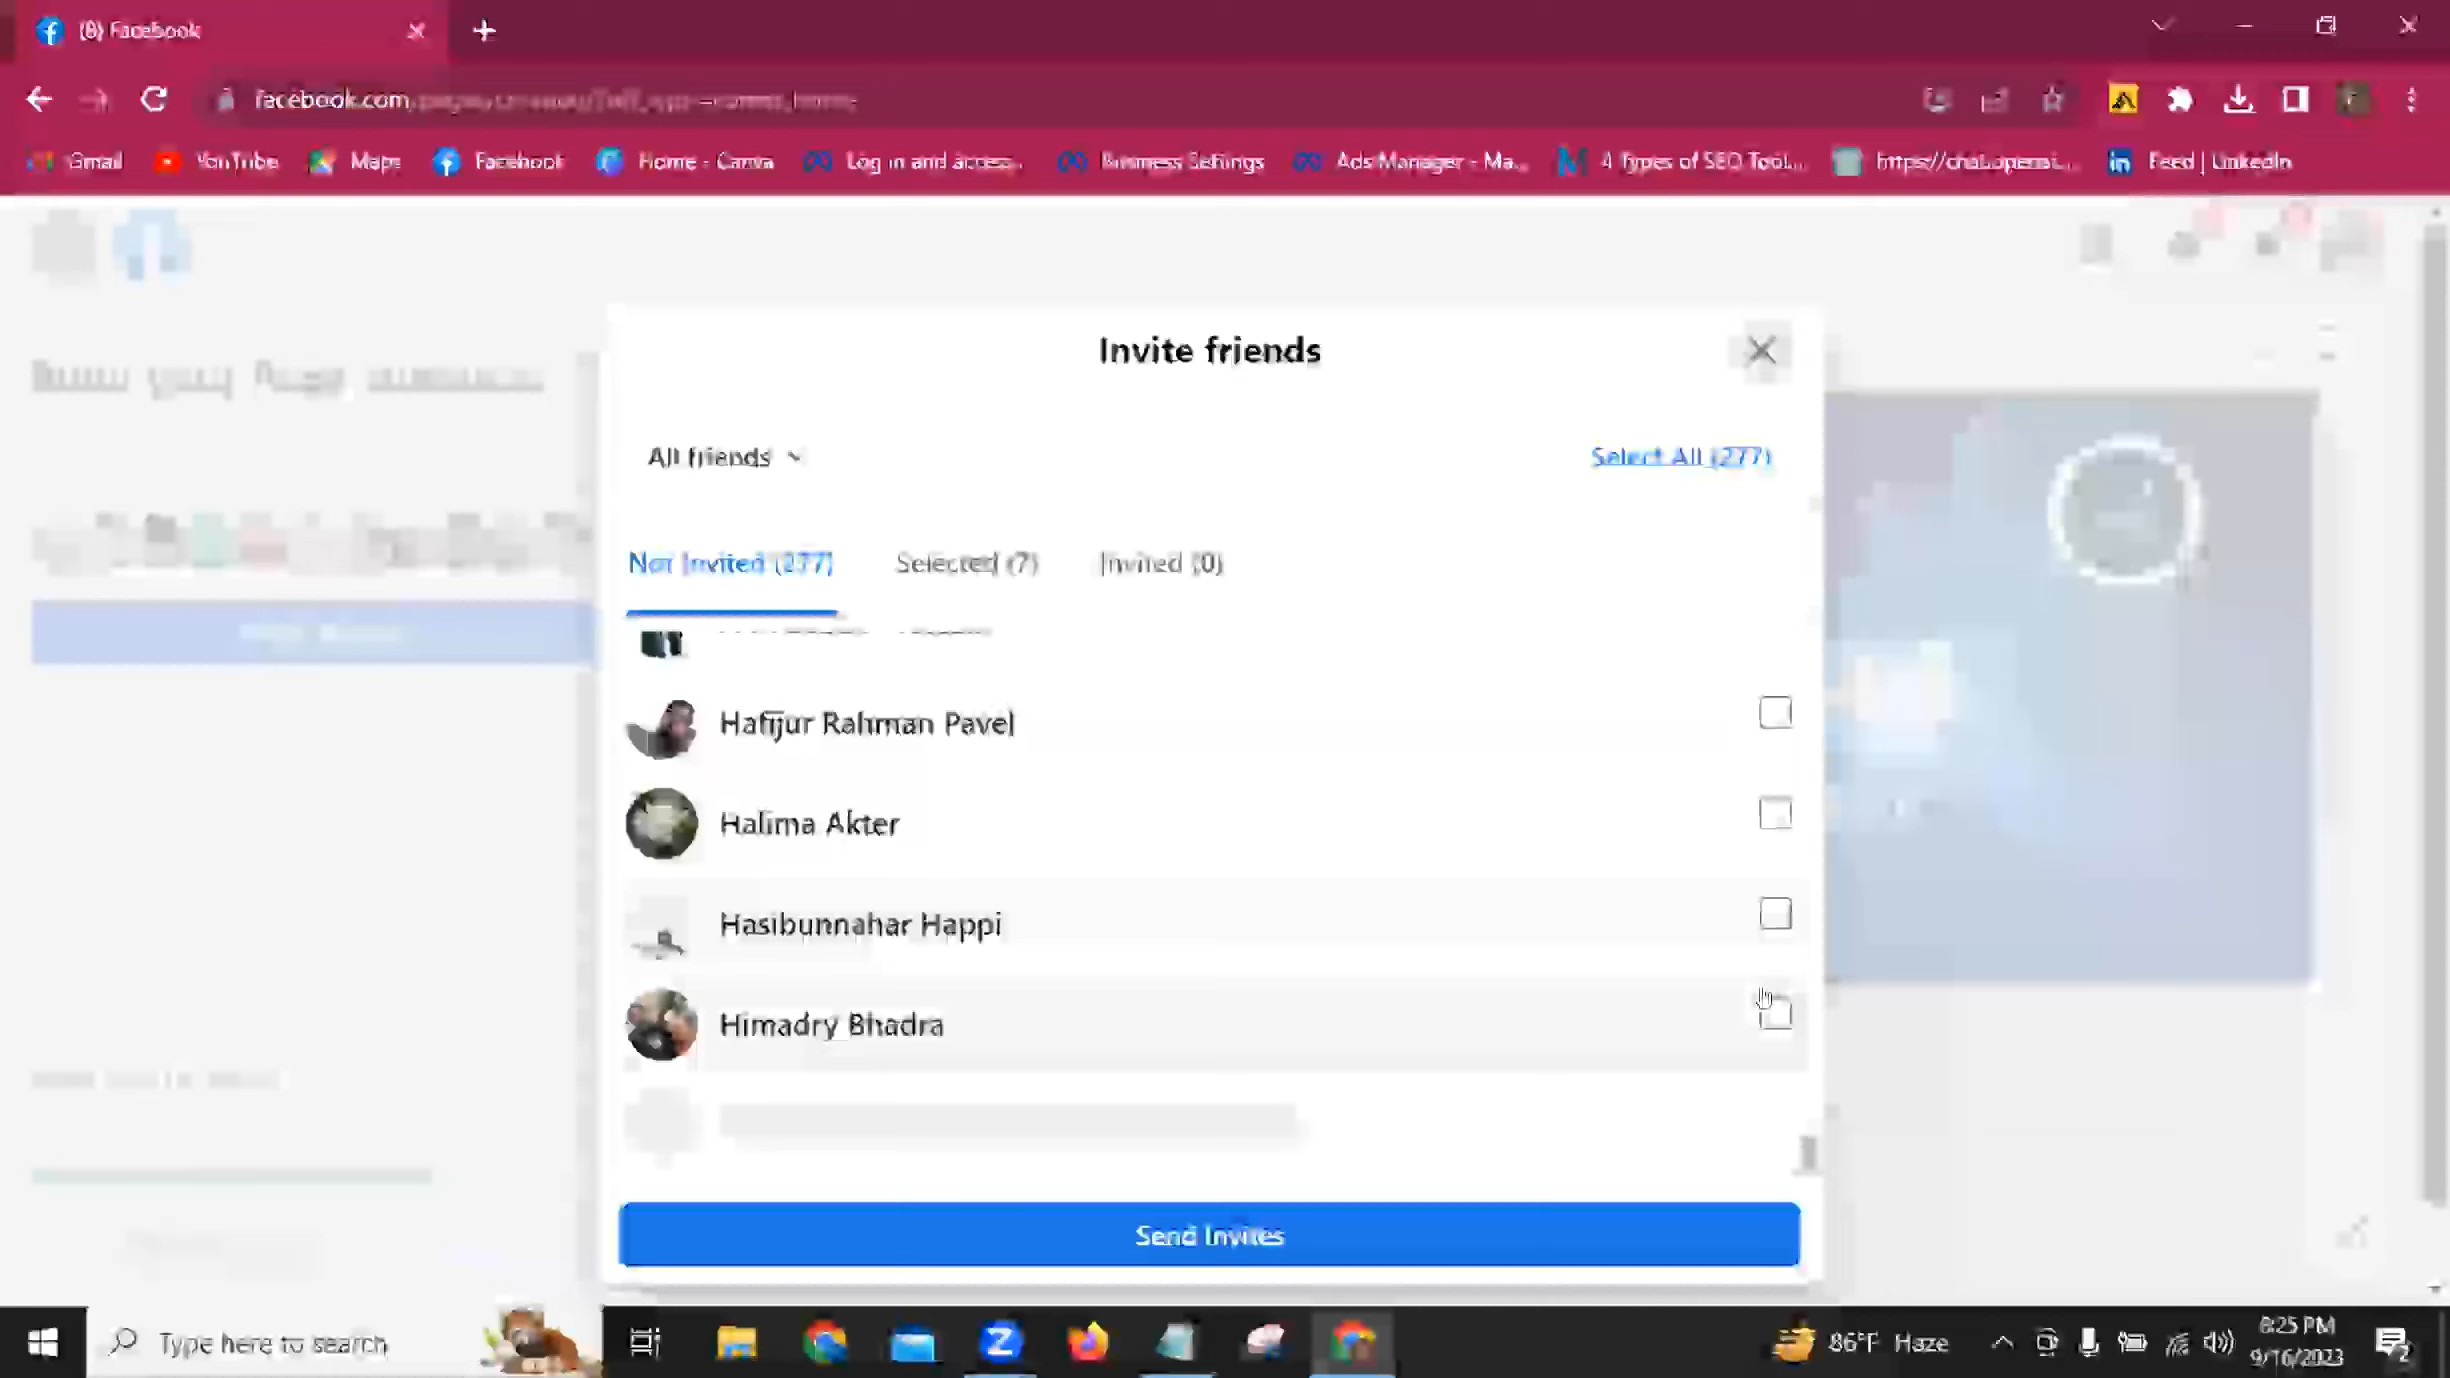 (8) Facebook
facebook.com
Gmail
YouTube
Maps
Facebook
Home - Canva
Log in and access...
Business Settings
Ads Manager - Ma...
4 Types of SEO Tool...
https://chat.openai...
Feed | LinkedIn
Invite friends
All friends
Select All (277)
Not Invited (277)
Selected (7)
Invited (0)
Hafijur Rahman Pavel
Halima Akter
Hasibunnahar Happi
Himadry Bhadra
Send Invites
Type here to search
86°F Haze
8:25 PM
9/16/2023
2